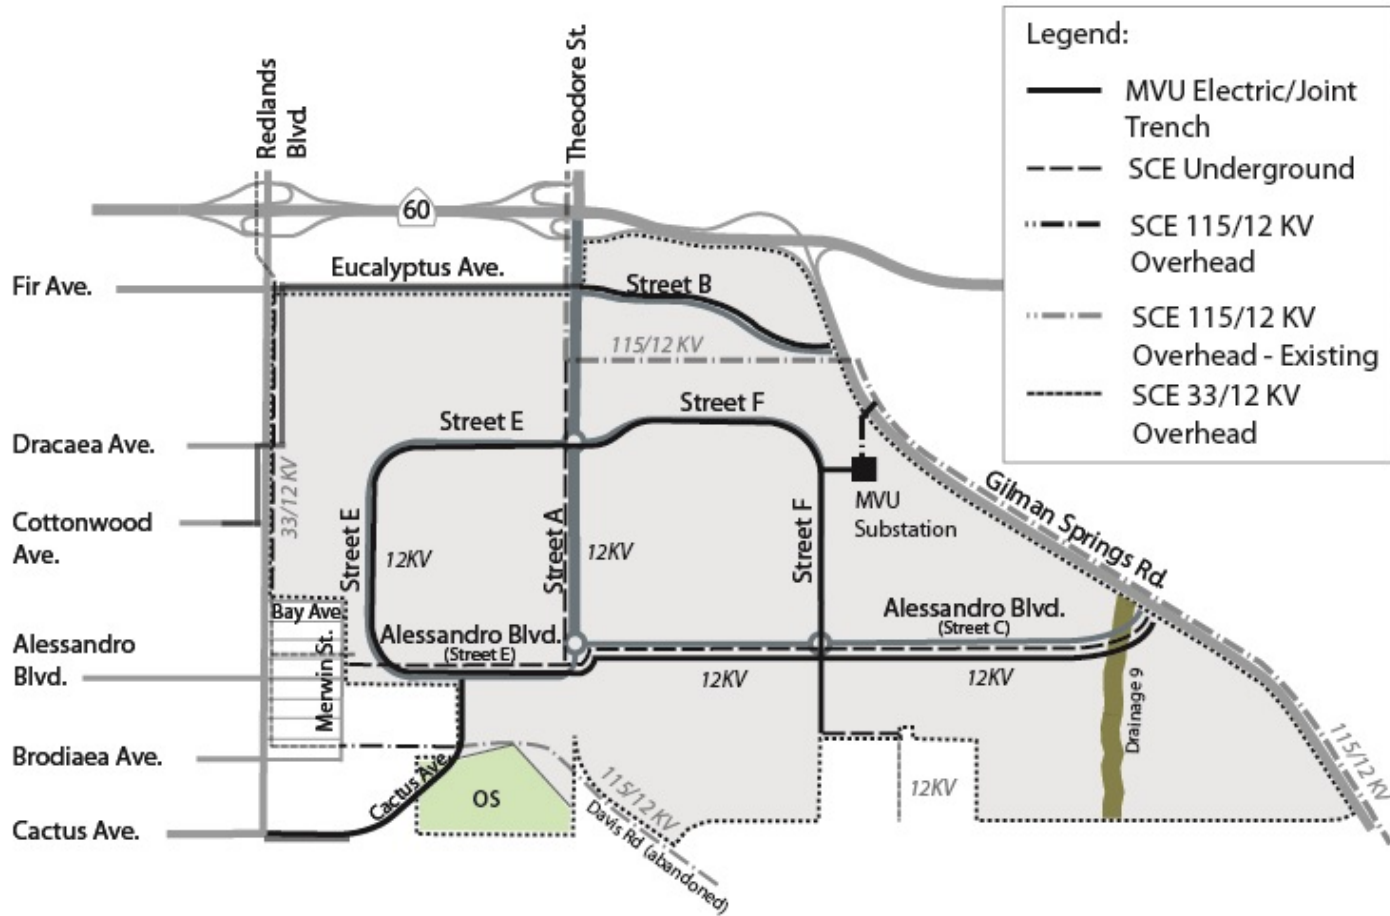 Legend:
MVU Electric/Joint
Trench
SCE Underground
SCE 115/12 KV
Overhead
SCE 115/12 KV
Overhead - Existing
SCE 33/12 KV
Overhead
Redlands
Blvd.
Theodore St.
60
Fir Ave.
Eucalyptus Ave.
Street B
115/12 KV
Dracaea Ave.
Street E
Street F
33/12 KV
Cottonwood
Ave.
Street E
12KV
Street A
12KV
Street F
MVU
Substation
Gilman Springs Rd.
Bay Ave
Merwin St.
Alessandro
Blvd.
Alessandro Blvd.
(Street E)
Alessandro Blvd.
(Street C)
12KV
12KV
Drainage 9
Brodiaea Ave.
Cactus Ave.
OS
115/12 KV
Davis Rd (abandoned)
12KV
115/12 KV
Cactus Ave.